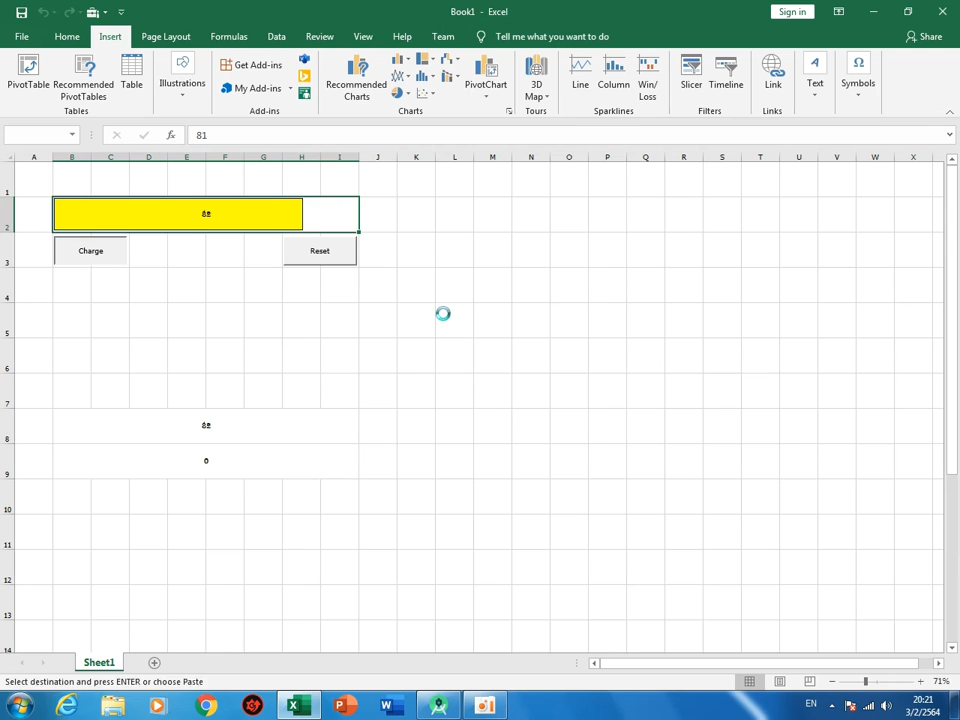 Book1 - Excel
Sign in
File Home Insert Page Layout Formulas Data Review View Help Team Tell me what you want to do Share
PivotTable Recommended PivotTables Table
Tables
Illustrations
Get Add-ins
My Add-ins
Add-ins
Recommended Charts
PivotChart
Charts
3D Map
Tours
Line Column Win/Loss
Sparklines
Slicer Timeline
Filters
Link
Links
Text
Symbols
fx 81
A B C D E F G H I J K L M N O P Q R S T U V W X
1
2
Charge Reset
3
4
5
6
7
8
0
9
10
11
12
13
14
Sheet1
Select destination and press ENTER or choose Paste
71%
EN
20:21
3/2/2564